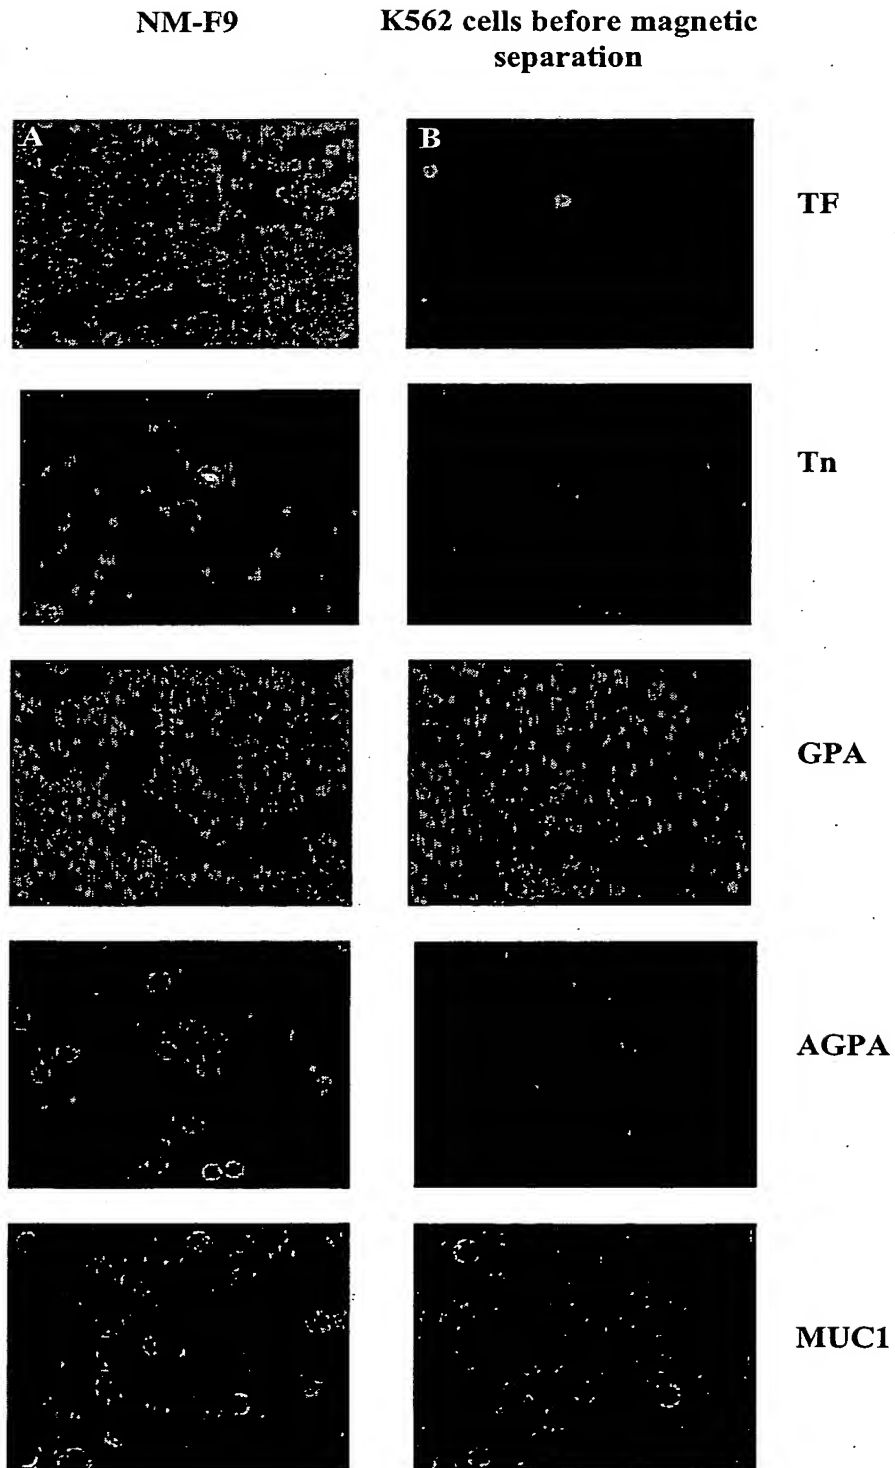 NM-F9
K562 cells before magnetic
separation
A
B
TF
Tn
GPA
AGPA
MUC1